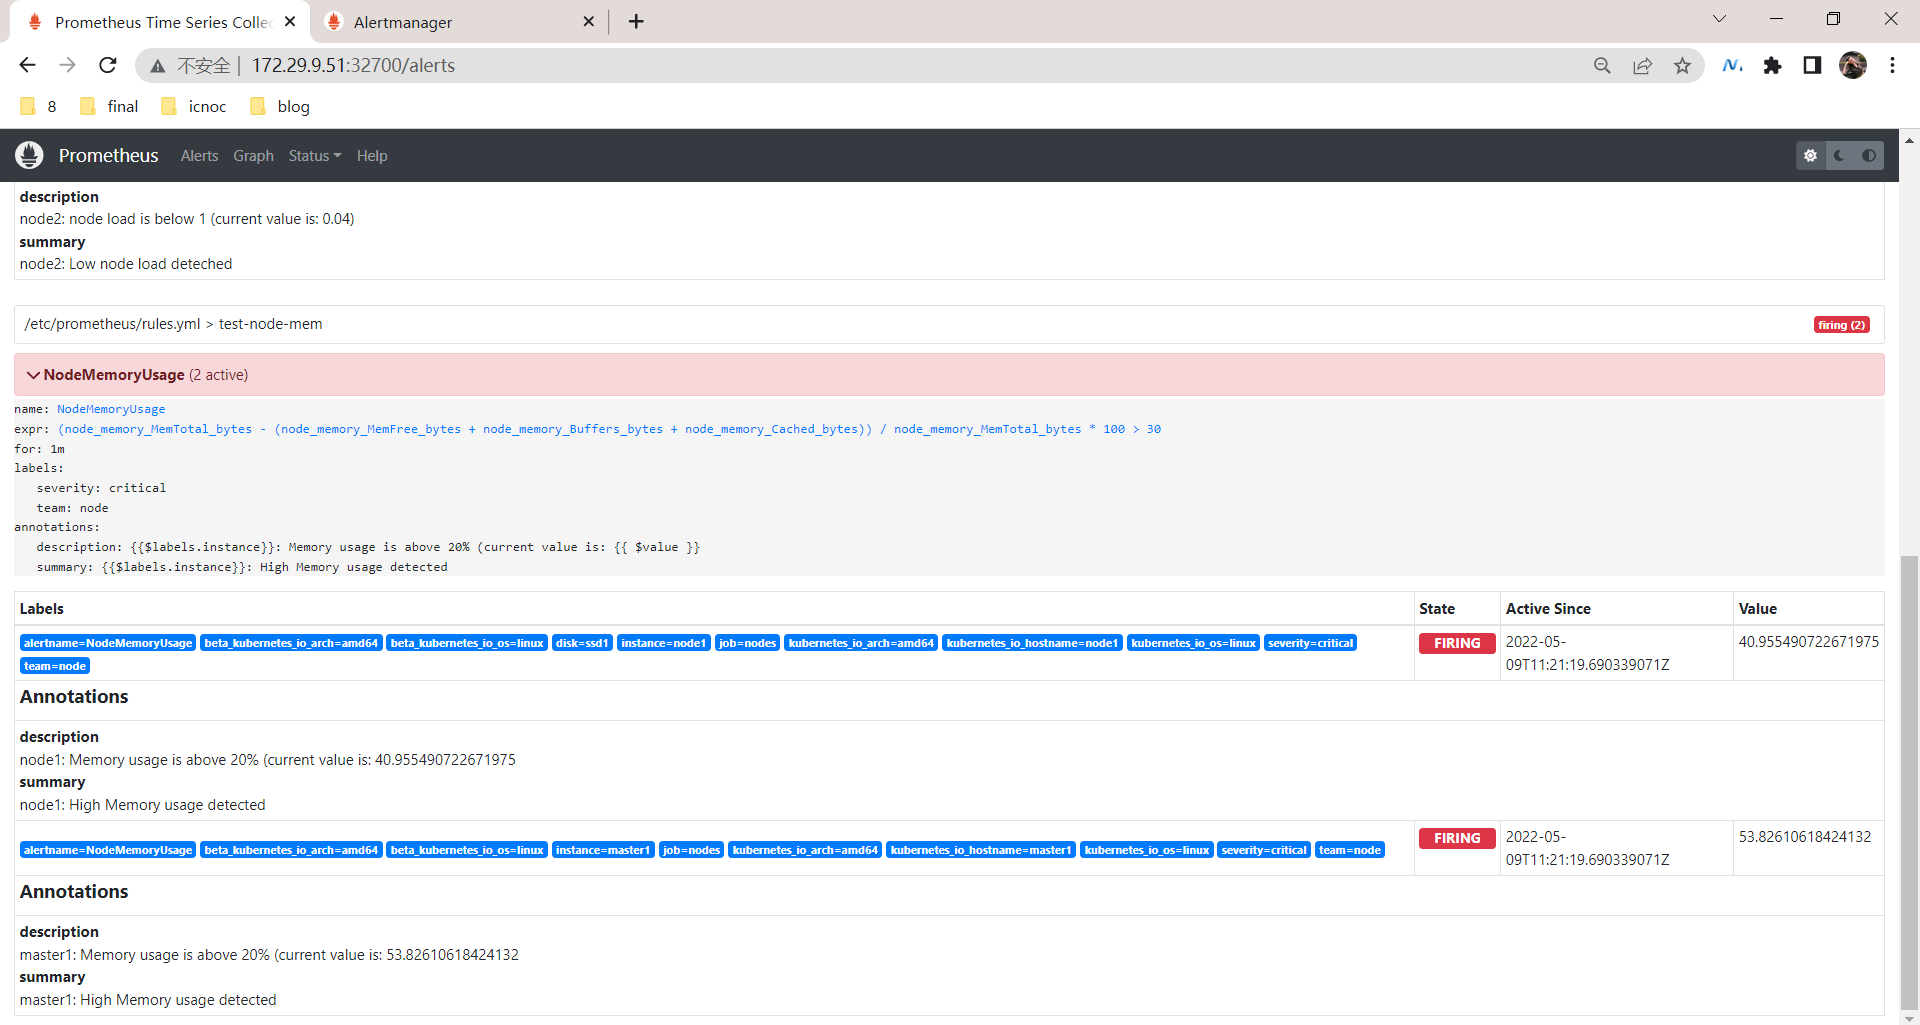 Prometheus Time Series Collec
Alertmanager
不安全 | 172.29.9.51:32700/alerts
8 final icnoc blog
Prometheus Alerts Graph Status Help
description
node2: node load is below 1 (current value is: 0.04)
summary
node2: Low node load deteched
/etc/prometheus/rules.yml > test-node-mem firing (2)
NodeMemoryUsage (2 active)
name: NodeMemoryUsage
expr: (node_memory_MemTotal_bytes - (node_memory_MemFree_bytes + node_memory_Buffers_bytes + node_memory_Cached_bytes)) / node_memory_MemTotal_bytes * 100 > 30
for: 1m
labels:
severity: critical
team: node
annotations:
description: {{$labels.instance}}: Memory usage is above 20% (current value is: {{ $value }}
summary: {{$labels.instance}}: High Memory usage detected
Labels State Active Since Value
alertname=NodeMemoryUsage beta_kubernetes_io_arch=amd64 beta_kubernetes_io_os=linux disk=ssd1 instance=node1 job=nodes kubernetes_io_arch=amd64 kubernetes_io_hostname=node1 kubernetes_io_os=linux severity=critical
team=node
FIRING
2022-05-
09T11:21:19.690339071Z
40.955490722671975
Annotations
description
node1: Memory usage is above 20% (current value is: 40.955490722671975
summary
node1: High Memory usage detected
alertname=NodeMemoryUsage beta_kubernetes_io_arch=amd64 beta_kubernetes_io_os=linux instance=master1 job=nodes kubernetes_io_arch=amd64 kubernetes_io_hostname=master1 kubernetes_io_os=linux severity=critical team=node
FIRING
2022-05-
09T11:21:19.690339071Z
53.82610618424132
Annotations
description
master1: Memory usage is above 20% (current value is: 53.82610618424132
summary
master1: High Memory usage detected